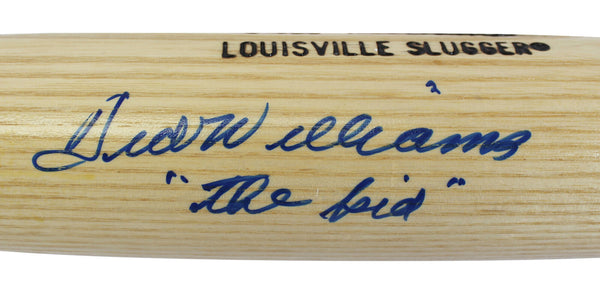 LOUISVILLE SLUGGER
Ted Williams
"The Kid"